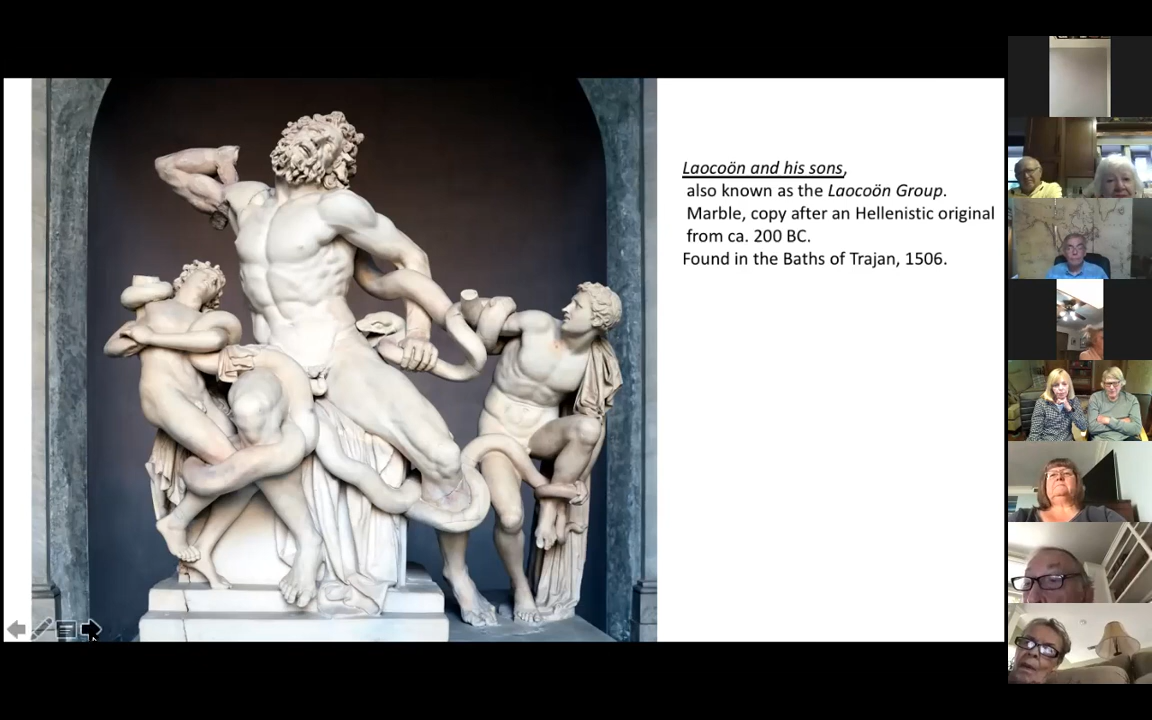 Laocoön and his sons,
also known as the Laocoön Group.
Marble, copy after an Hellenistic original
from ca. 200 BC.
Found in the Baths of Trajan, 1506.